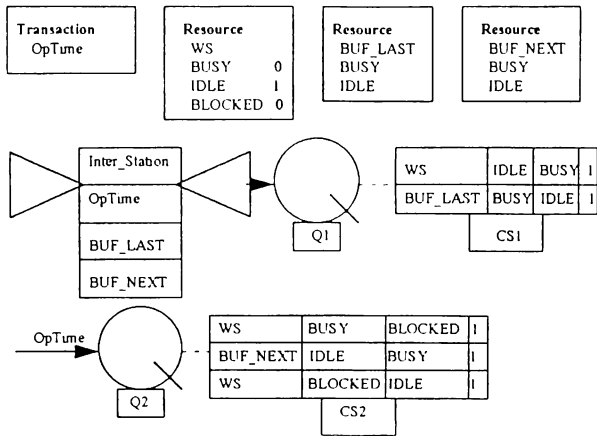 Transaction
OpTime
Resource
WS
BUSY 0
IDLE 1
BLOCKED 0
Resource
BUF_LAST
BUSY
IDLE
Resource
BUF_NEXT
BUSY
IDLE
Inter_Station
OpTime
BUF_LAST
BUF_NEXT
Q1
WS IDLE BUSY 1
BUF_LAST BUSY IDLE 1
CS1
OpTime
Q2
WS BUSY BLOCKED 1
BUF_NEXT IDLE BUSY 1
WS BLOCKED IDLE 1
CS2